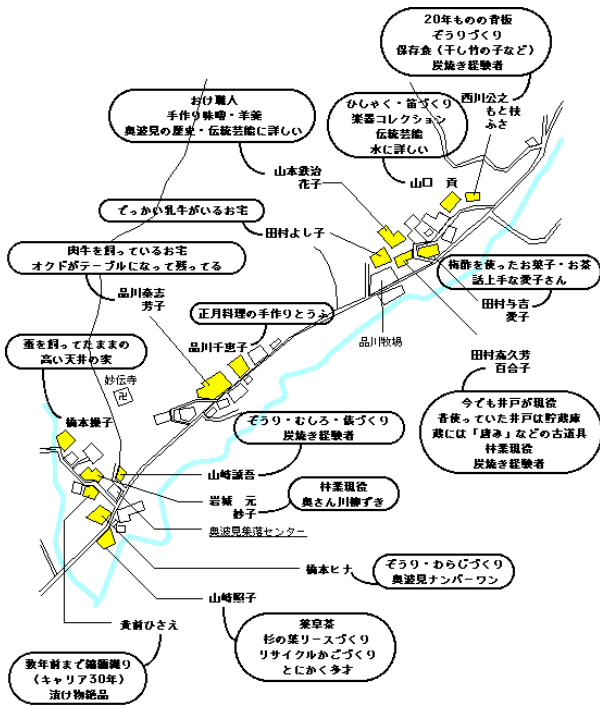 20年ものの背板
ぞうりづくり
保存食（干し竹の子など）
炭焼き経験者
西川公之
もと枝
ふさ
おけ職人
手作り味噌・羊羹
奥波見の歴史・伝統芸能に詳しい
山本鉄治
花子
ひしゃく・笛づくり
楽器コレクション
伝統芸能
水に詳しい
山口 貢
でっかい乳牛がいるお宅
田村よし子
肉牛を飼っているお宅
オクドがテーブルになって残ってる
品川泰志
芳子
梅酢を使ったお菓子・お茶
話上手な愛子さん
田村与吉
愛子
正月料理の手作りとうふ
品川千恵子
品川牧場
田村嘉久芳
百合子
蚕を飼ってたままの
高い天井の家
妙伝寺
卍
橋本操子
今でも井戸が現役
昔使っていた井戸は貯蔵庫
蔵には「唐み」などの古道具
林業現役
炭焼き経験者
ぞうり・むしろ・俵づくり
炭焼き経験者
山崎誠吾
岩城 元
妙子
林業現役
奥さん川柳ずき
奥波見集落センター
橋本ヒナ
ぞうり・わらじづくり
奥波見ナンバーワン
山崎照子
貴前ひさえ
薬草茶
杉の葉リースづくり
リサイクルかごづくり
とにかく多才
数年前まで縮緬織り
（キャリア30年）
漬け物絶品